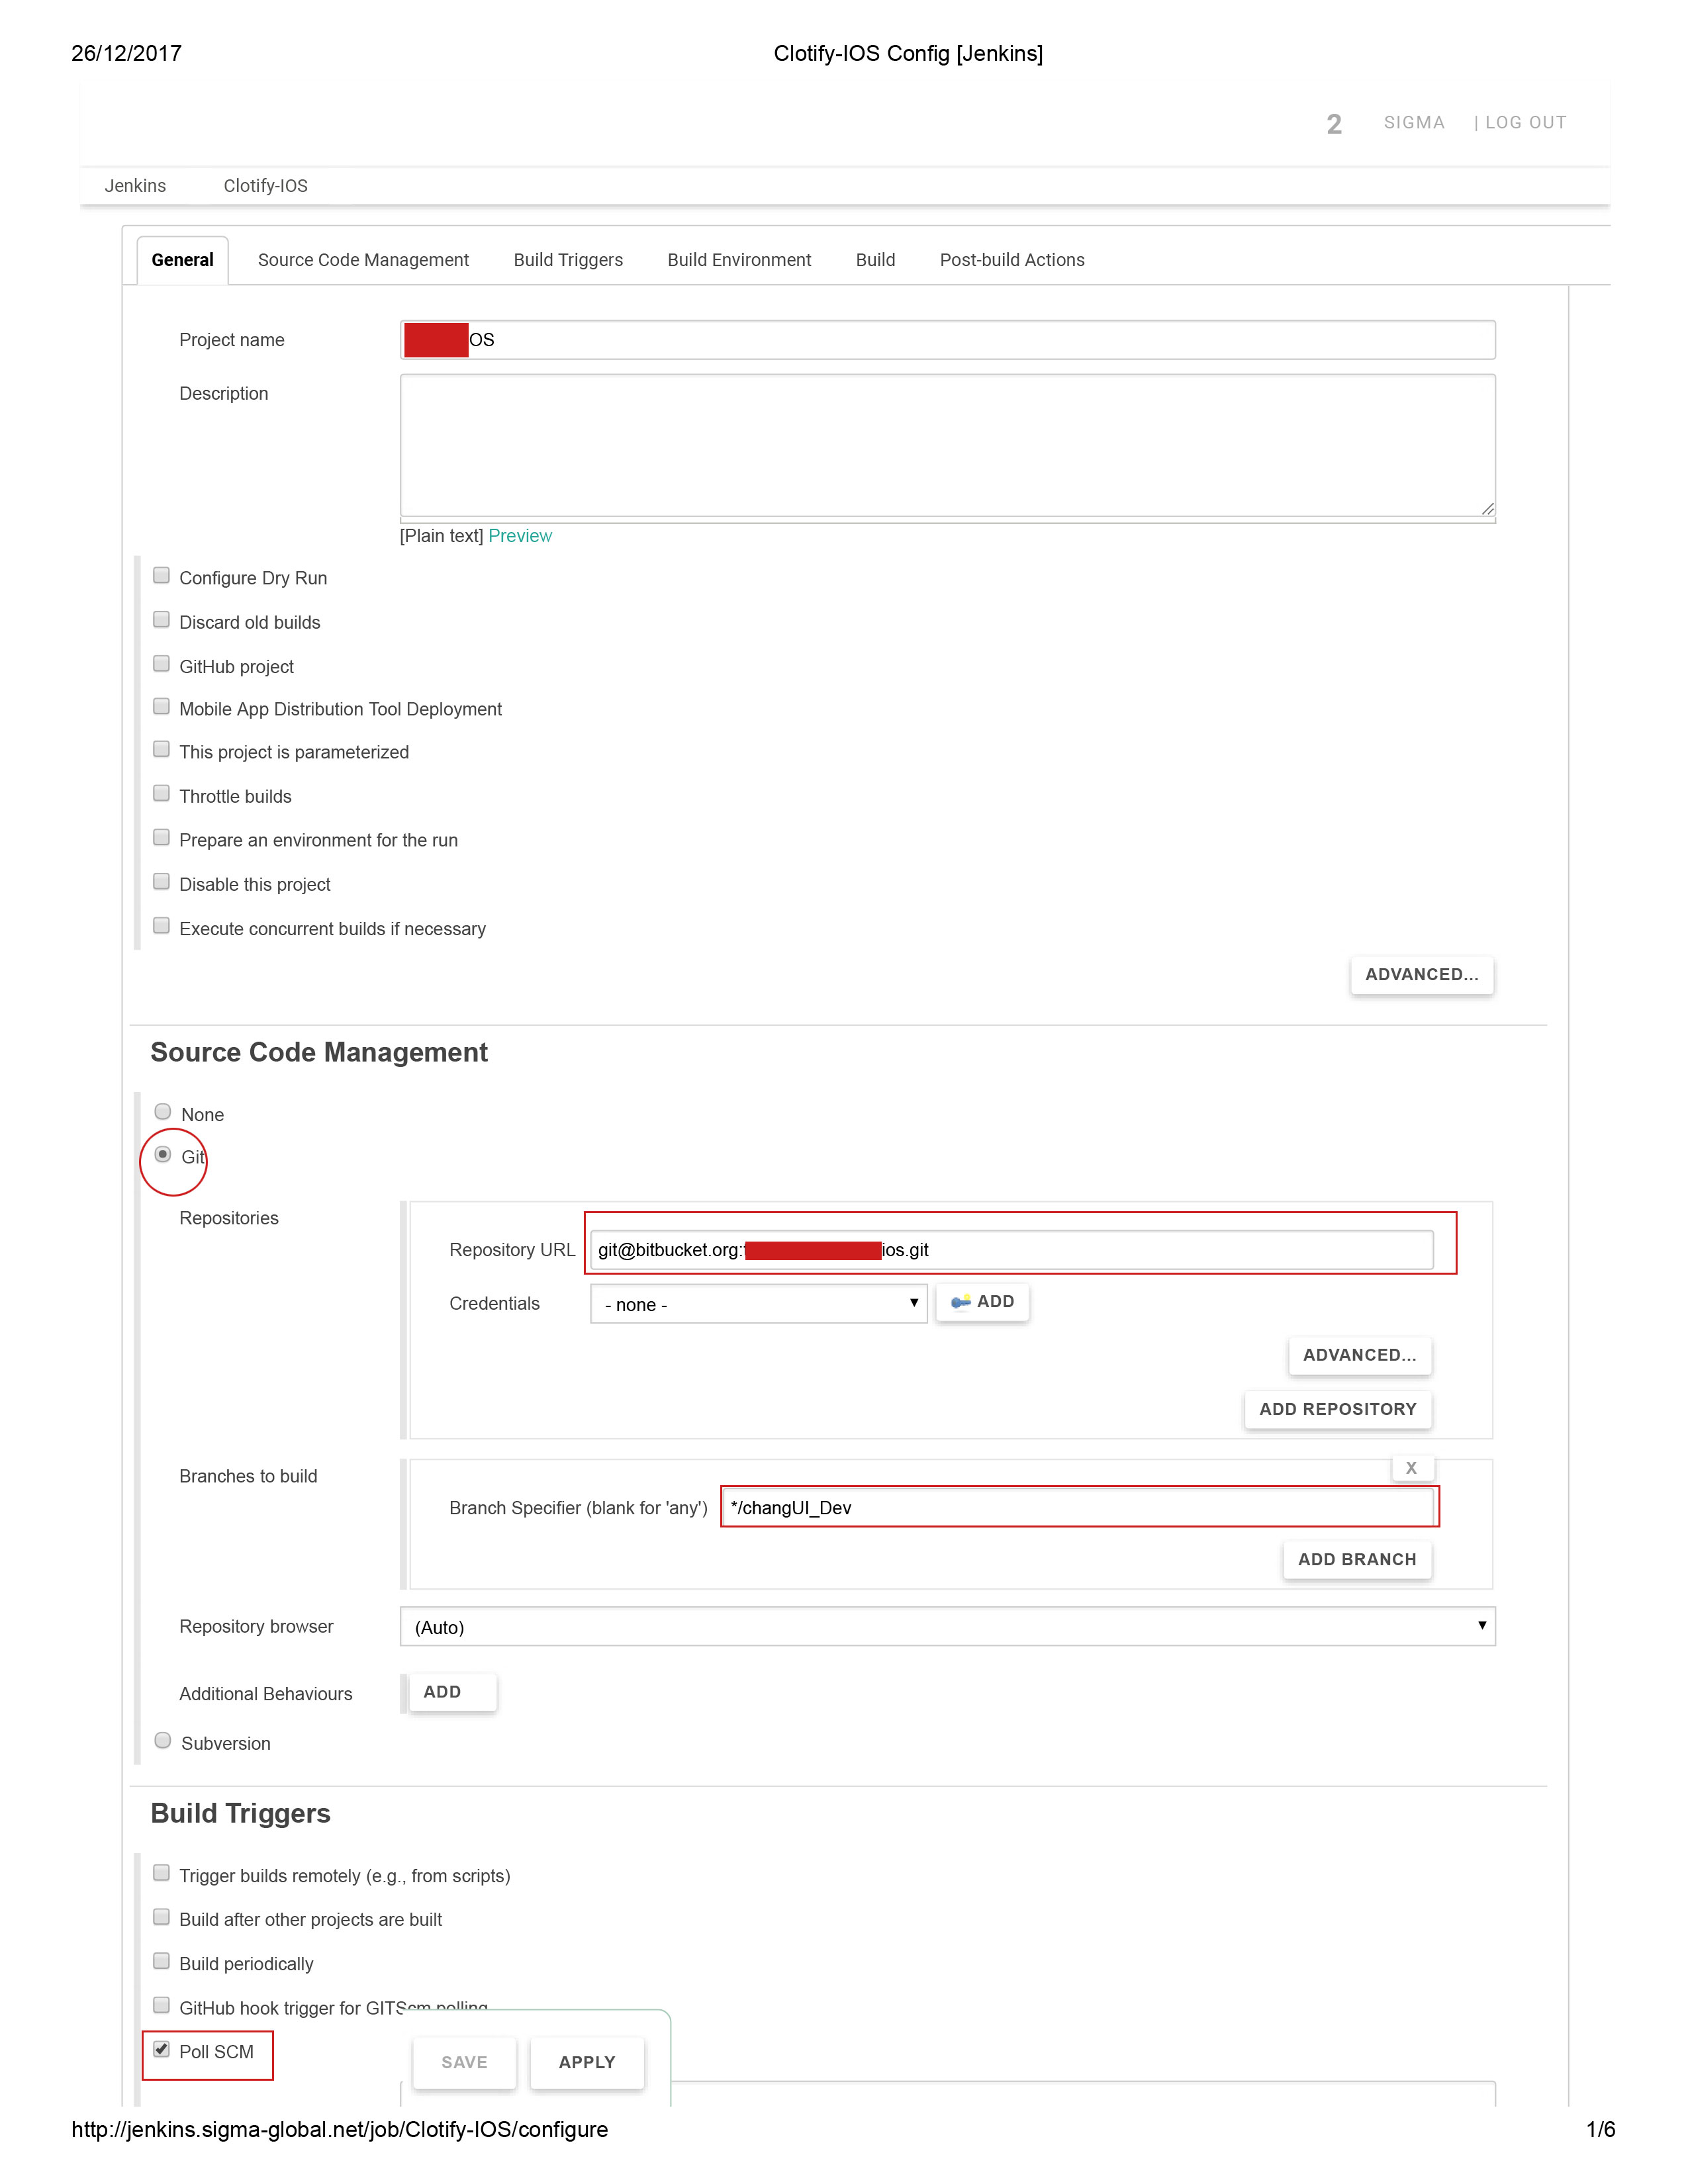 26/12/2017 Clotify-IOS Config [Jenkins]
2 SIGMA | LOG OUT
Jenkins Clotify-IOS
General Source Code Management Build Triggers Build Environment Build Post-build Actions
Project name OS
Description
[Plain text] Preview
Configure Dry Run
Discard old builds
GitHub project
Mobile App Distribution Tool Deployment
This project is parameterized
Throttle builds
Prepare an environment for the run
Disable this project
Execute concurrent builds if necessary
ADVANCED...
Source Code Management
None
Git
Repositories
Repository URL git@bitbucket.org: ios.git
Credentials - none - ADD
ADVANCED...
ADD REPOSITORY
Branches to build
X
Branch Specifier (blank for 'any') */changUI_Dev
ADD BRANCH
Repository browser (Auto)
Additional Behaviours ADD
Subversion
Build Triggers
Trigger builds remotely (e.g., from scripts)
Build after other projects are built
Build periodically
GitHub hook trigger for GITScm polling
Poll SCM
SAVE APPLY
http://jenkins.sigma-global.net/job/Clotify-IOS/configure 1/6